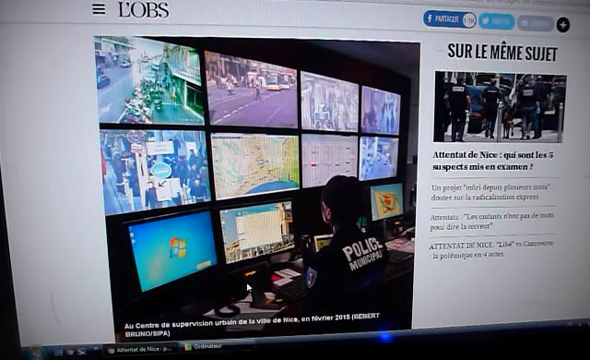 L'OBS
PARTAGER
SUR LE MÊME SUJET
Attentat de Nice : qui sont les 5
suspects mis en examen ?
Un projet "mûri depuis plusieurs mois"
doutes sur la radicalisation express
Attentats : "Les enfants n'ont pas de mots
pour dire la terreur"
ATTENTAT DE NICE. "Libé" vs Cazeneuve :
la polémique en 4 actes
POLICE
MUNICIPALE
Au Centre de supervision urbain de la ville de Nice, en février 2015 (BEBERT
BRUNO/SIPA)
Attentat de Nice : p...
Ordinateur